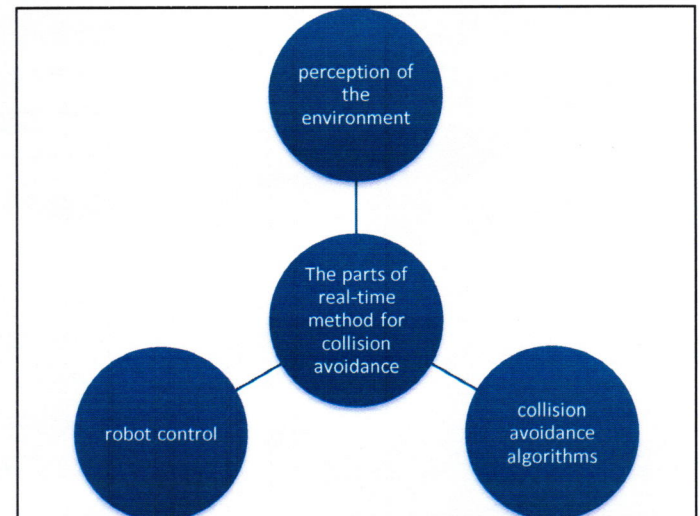 perception of
the
environment
The parts of
real-time
method for
collision
avoidance
robot control
collision
avoidance
algorithms